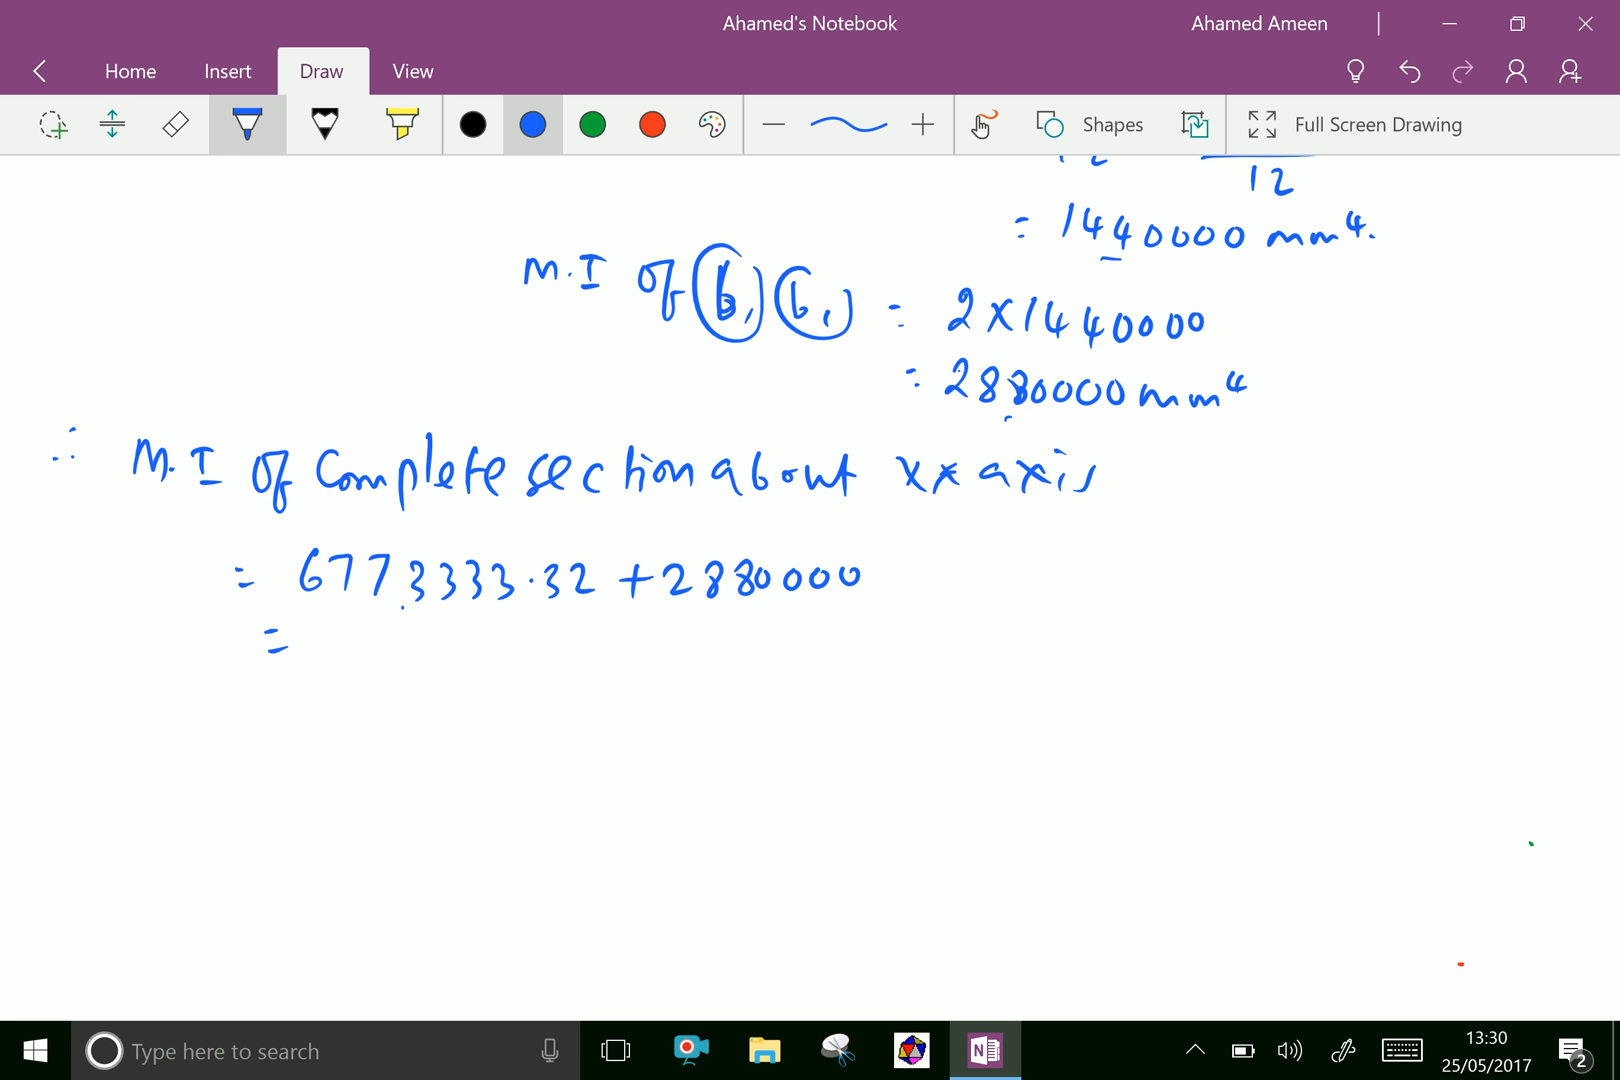 Ahamed's Notebook
Ahamed Ameen
Home Insert Draw View
Shapes
Full Screen Drawing
12
= 1440000 mm⁴.
M.I of b₁ b₁ = 2×1440000
= 2880000 mm⁴
∴ M.I of Complete section about xx axis
= 6773333.32 + 2880000
=
Type here to search
13:30
25/05/2017
2